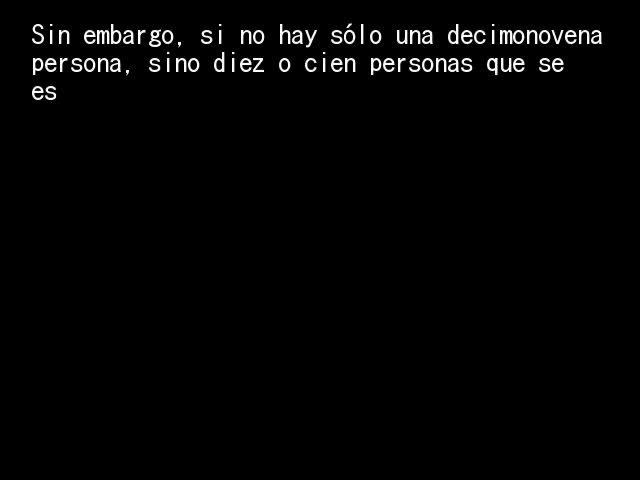 Sin embargo, si no hay sólo una decimonovena
persona, sino diez o cien personas que se
es